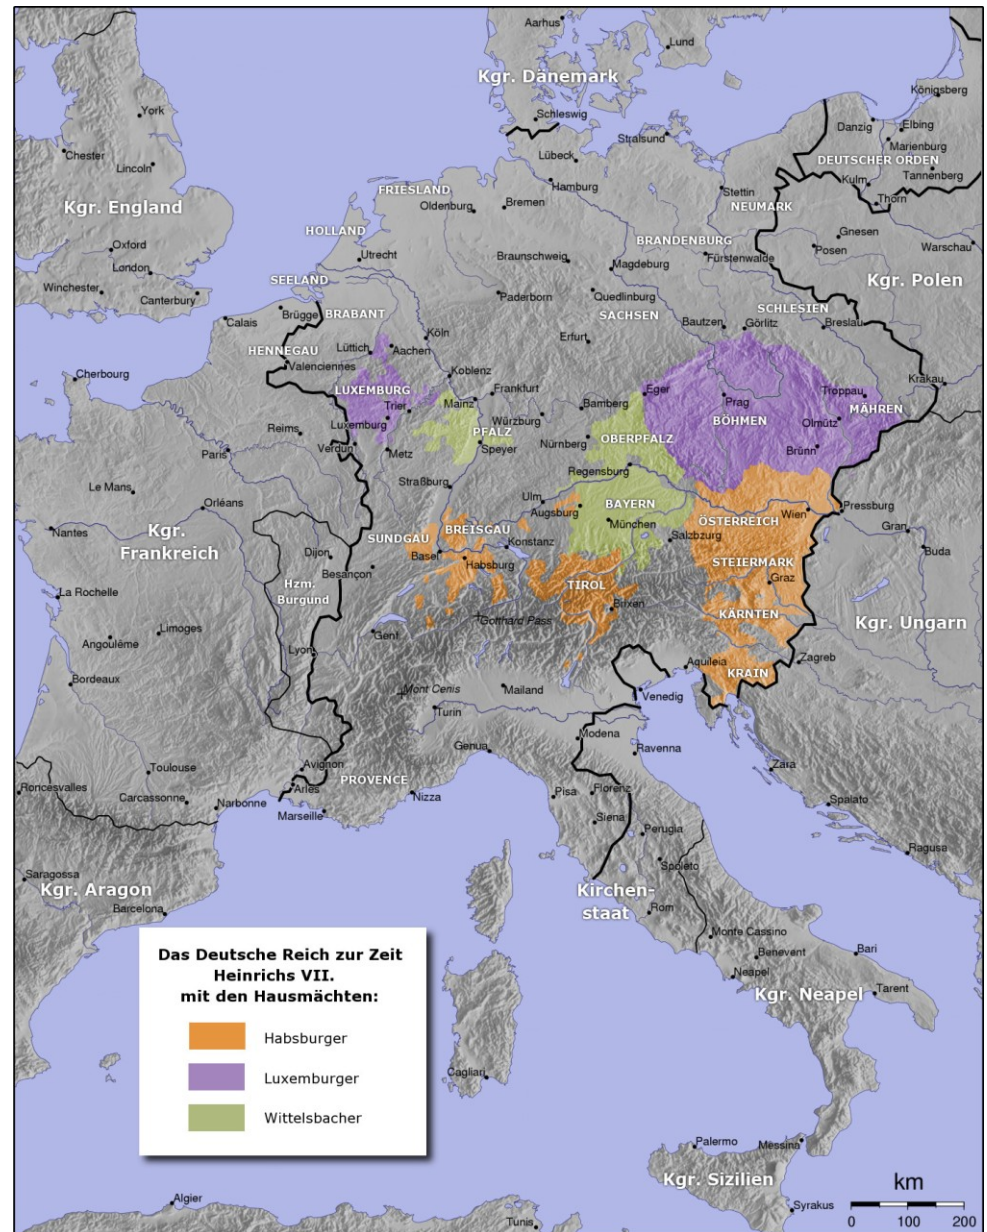 Aarhus
Lund
Kgr. Dänemark
Königsberg
Schleswig
Danzig
Elbing
Stralsund
Marienburg
York
Lübeck
DEUTSCHER ORDEN
Chester
Lincoln
Hamburg
Tannenberg
Kulm
FRIESLAND
Stettin
Kgr. England
Oldenburg
Bremen
NEUMARK
Thorn
HOLLAND
Gnesen
Oxford
BRANDENBURG
Posen
Warschau
Utrecht
Braunschweig
Fürstenwalde
London
Magdeburg
SEELAND
Kgr. Polen
Winchester
Canterbury
Paderborn
Quedlinburg
Brügge
BRABANT
SACHSEN
SCHLESIEN
Calais
Bautzen
Görlitz
Breslau
Köln
Erfurt
HENNEGAU
Lüttich
Aachen
Valenciennes
Koblenz
Cherbourg
Krakau
LUXEMBURG
Frankfurt
Eger
Troppau
Trier
Mainz
Prag
Bamberg
MÄHREN
Würzburg
BÖHMEN
Luxemburg
Reims
PFALZ
Olmütz
Nürnberg
OBERPFALZ
Verdun
Speyer
Paris
Metz
Brünn
Regensburg
Straßburg
Le Mans
Ulm
Orléans
BAYERN
Augsburg
Pressburg
Wien
München
ÖSTERREICH
Nantes
Kgr.
Frankreich
BREISGAU
Gran
SUNDGAU
Konstanz
Salzburg
Buda
Dijon
Basel
Habsburg
STEIERMARK
Besançon
Hzm.
Burgund
TIROL
Graz
La Rochelle
Brixen
KÄRNTEN
Gotthard Pass
Kgr. Ungarn
Limoges
Angoulême
Genf
Lyon
Zagreb
Aquileia
KRAIN
Bordeaux
Mont Cenis
Mailand
Venedig
Turin
Modena
Genua
Ravenna
Avignon
Zara
Toulouse
PROVENCE
Roncesvalles
Arles
Florenz
Pisa
Carcassonne
Nizza
Narbonne
Spalato
Marseille
Siena
Perugia
Ragusa
Spoleto
Saragossa
Kgr. Aragon
Kirchen-
staat
Barcelona
Rom
Monte Cassino
Bari
Benevent
Das Deutsche Reich zur Zeit
Heinrichs VII.
mit den Hausmächten:
Habsburger
Luxemburger
Wittelsbacher
Neapel
Kgr. Neapel
Tarent
Cagliari
Palermo
Messina
Kgr. Sizilien
km
0 100 200
Algier
Syrakus
Tunis